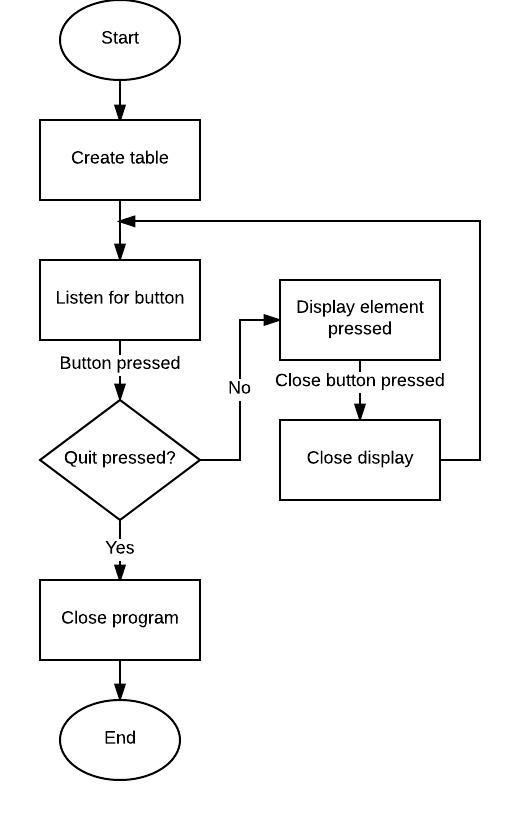 Start
Create table
Listen for button
Button pressed
Quit pressed?
No
Display element
pressed
Close button pressed
Close display
Yes
Close program
End